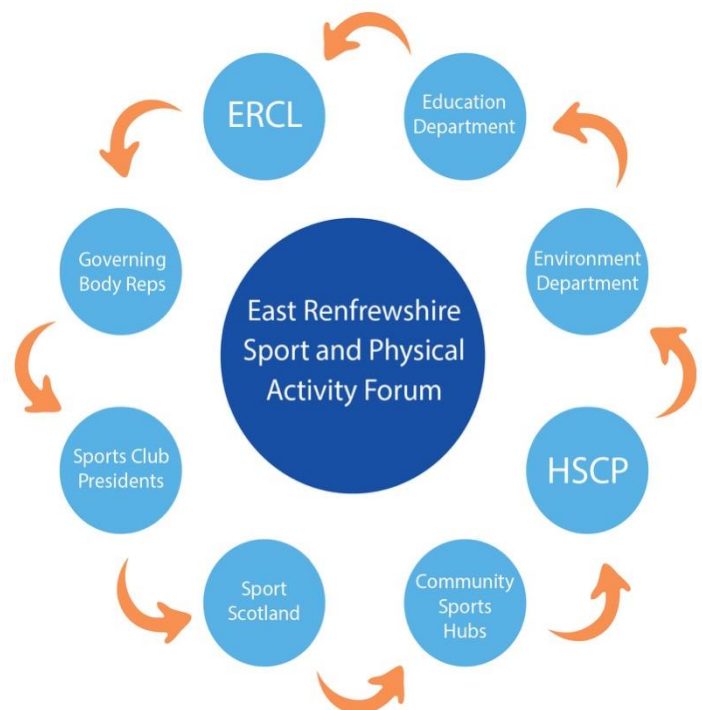 ERCL
Education
Department
Governing
Body Reps
Environment
Department
East Renfrewshire
Sport and Physical
Activity Forum
Sports Club
Presidents
HSCP
Sport
Scotland
Community
Sports
Hubs